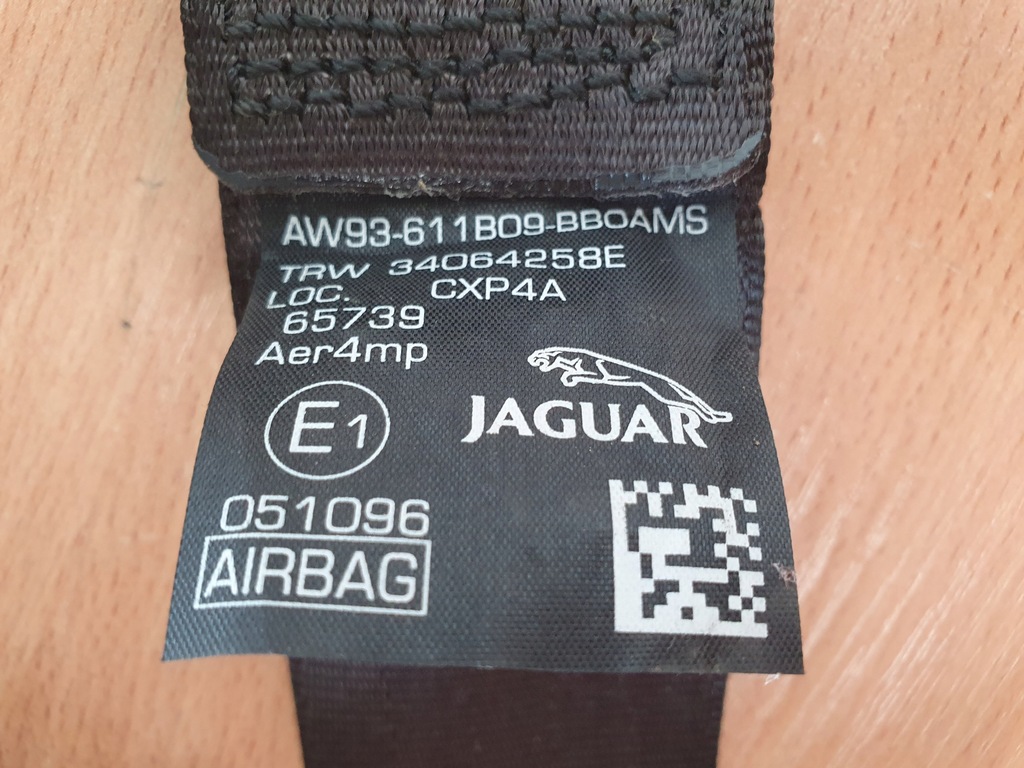 AW93-611B09-BBOAMS
TRW 34064258E
LOC. CXP4A
65739
Aer4mp
E1
JAGUAR
051096
AIRBAG